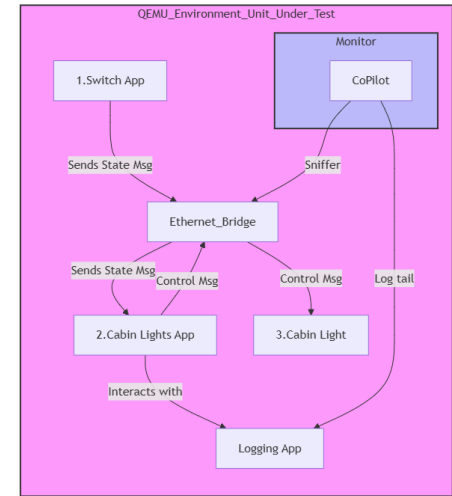 QEMU_Environment_Unit_Under_Test
Monitor
1.Switch App
CoPilot
Sends State Msg
Sniffer
Ethernet_Bridge
Sends State Msg
Control Msg
Control Msg
Log tail
2.Cabin Lights App
3.Cabin Light
Interacts with
Logging App